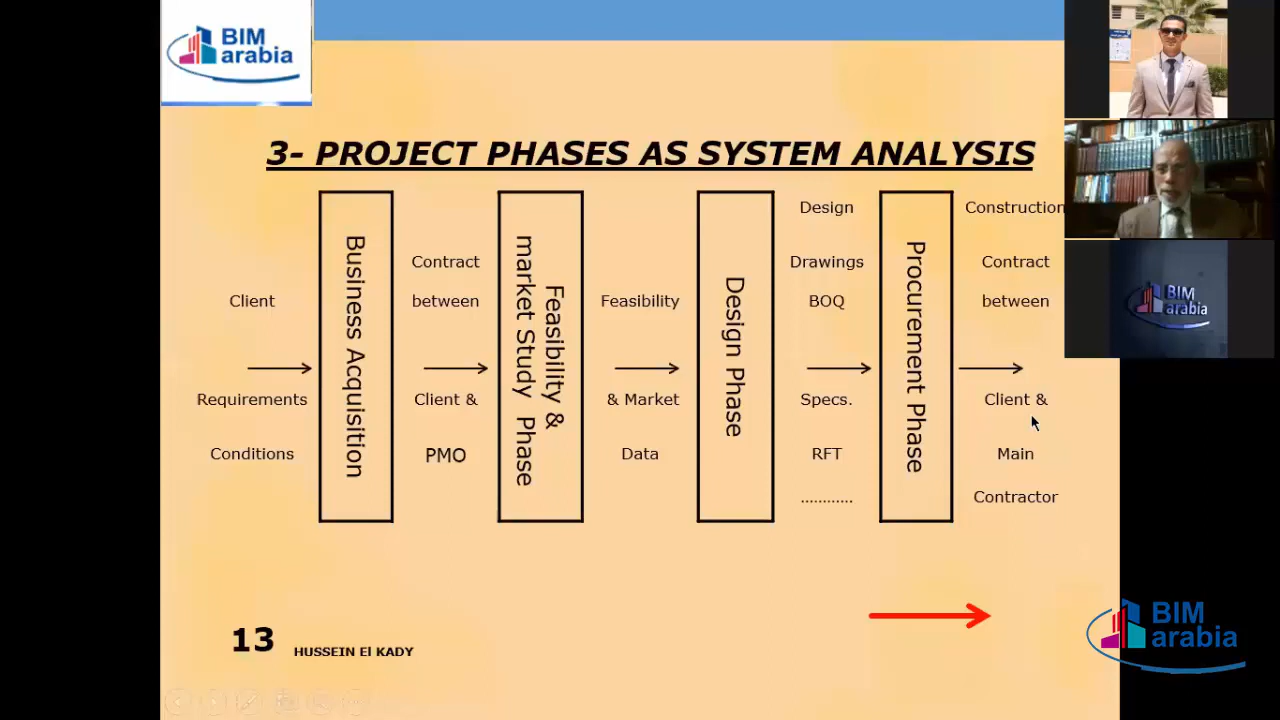 BIM
arabia
3- PROJECT PHASES AS SYSTEM ANALYSIS
Client
Requirements
Conditions
Business Acquisition
Contract
between
Client &
PMO
Feasibility &
market Study Phase
Feasibility
& Market
Data
Design Phase
Design
Drawings
BOQ
Specs.
RFT
............
Procurement Phase
Construction
Contract
between
Client &
Main
Contractor
13
HUSSEIN El KADY
BIM
arabia
BIM
arabia